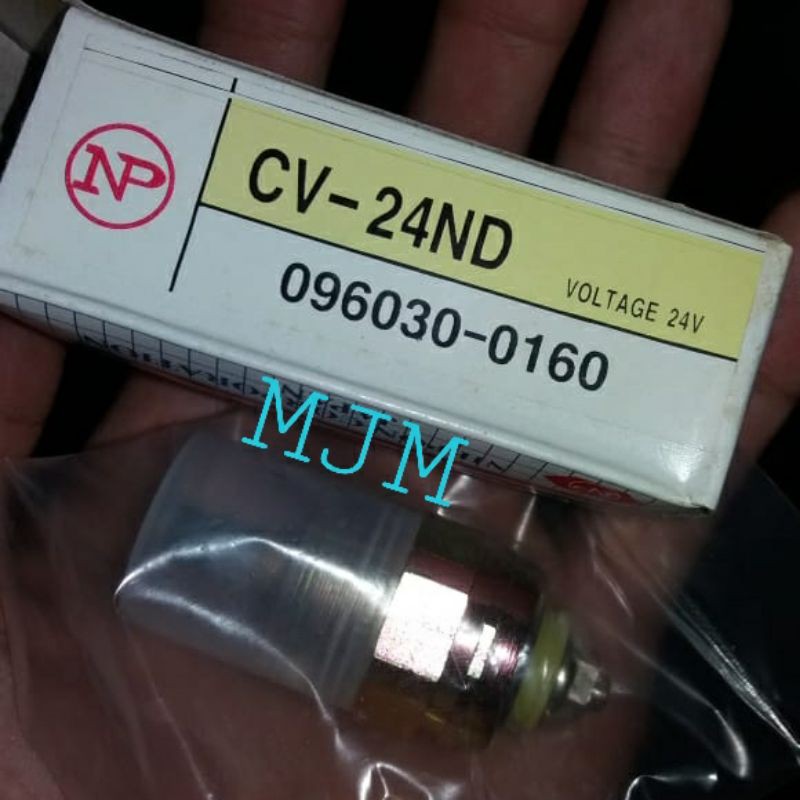 NP
CV-24ND
VOLTAGE 24V
096030-0160
MJM